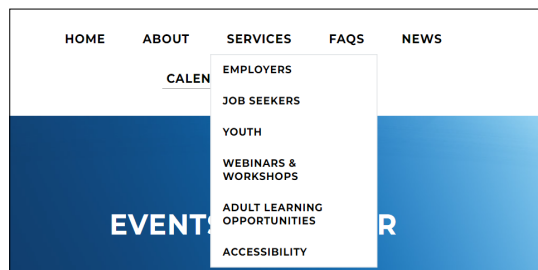 HOME ABOUT SERVICES FAQS NEWS
CALEN
EMPLOYERS
JOB SEEKERS
YOUTH
WEBINARS &
WORKSHOPS
ADULT LEARNING
OPPORTUNITIES
ACCESSIBILITY
EVENTS R